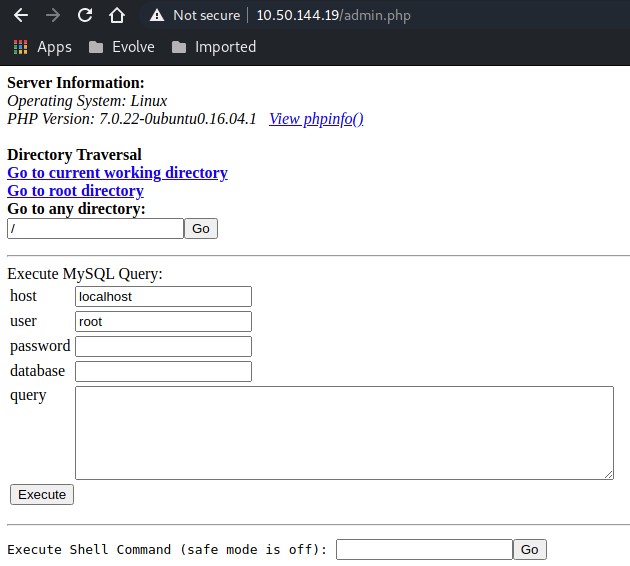 Not secure 10.50.144.19/admin.php
Apps Evolve Imported
Server Information:
Operating System: Linux
PHP Version: 7.0.22-0ubuntu0.16.04.1 View phpinfo()
Directory Traversal
Go to current working directory
Go to root directory
Go to any directory:
/ Go
Execute MySQL Query:
host localhost
user root
password
database
query
Execute
Execute Shell Command (safe mode is off): Go